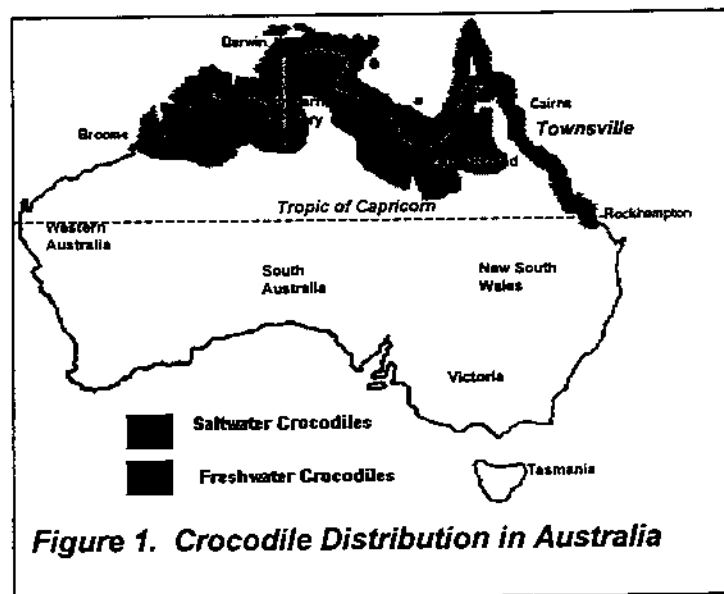 Darwin
Cairns
Broome
Townsville
Tropic of Capricorn
Rockhampton
Western
Australia
South
Australia
New South
Wales
Victoria
Saltwater Crocodiles
Freshwater Crocodiles
Tasmania
Figure 1. Crocodile Distribution in Australia